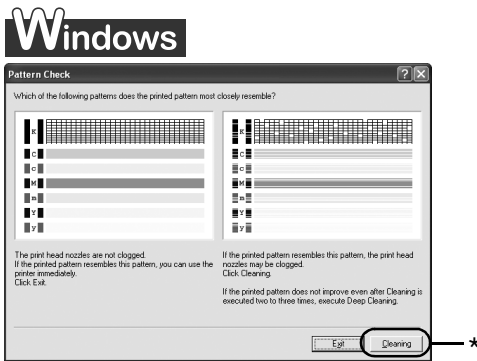 Windows
Pattern Check
Which of the following patterns does the printed pattern most closely resemble?
K
C
c
M
m
Y
y
K
C
c
M
m
Y
y
The print head nozzles are not clogged.
If the printed pattern resembles this pattern, you can use the
printer immediately.
Click Exit.
If the printed pattern resembles this pattern, the print head
nozzles may be clogged.
Click Cleaning.
If the printed pattern does not improve even after Cleaning is
executed two to three times, execute Deep Cleaning.
Exit
Cleaning
*